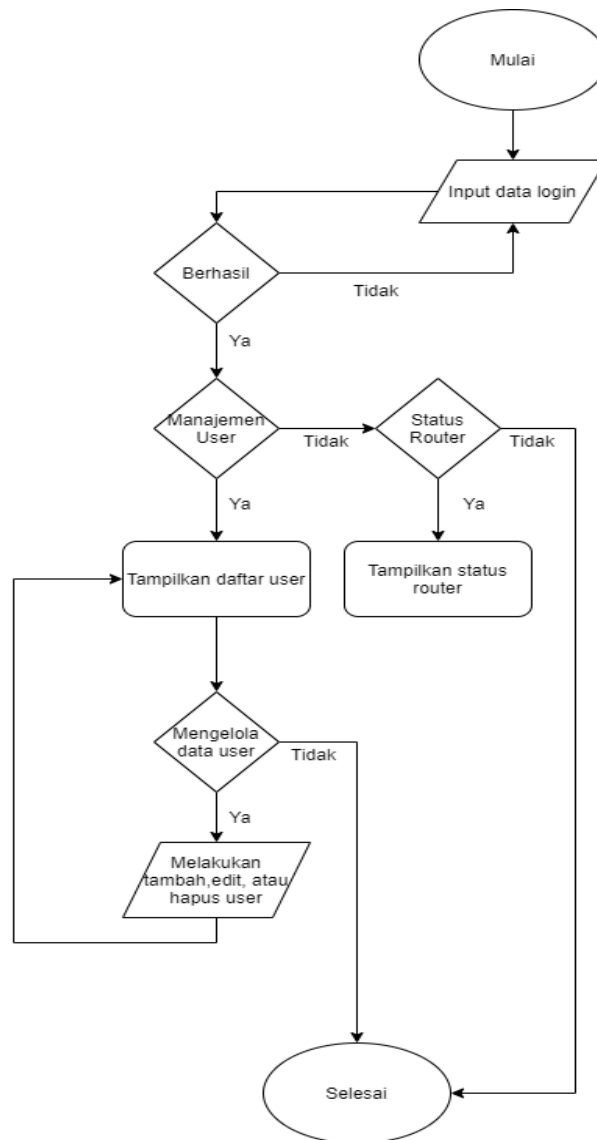 Mulai
Input data login
Berhasil
Tidak
Ya
Manajemen
User
Tidak
Status
Router
Tidak
Ya
Ya
Tampilkan daftar user
Tampilkan status
router
Mengelola
data user
Tidak
Ya
Melakukan
tambah,edit, atau
hapus user
Selesai